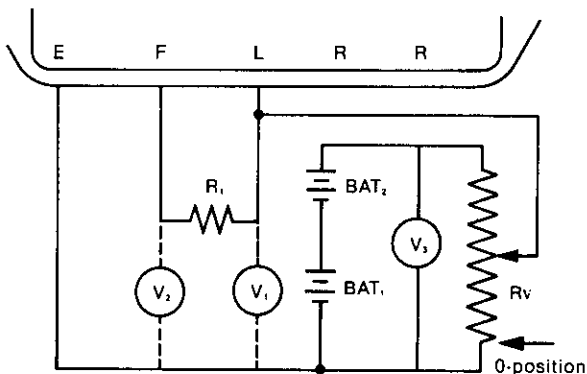 E F L R R
R₁
BAT₂
V₃
V₂
V₁
BAT₁
Rv
0-position